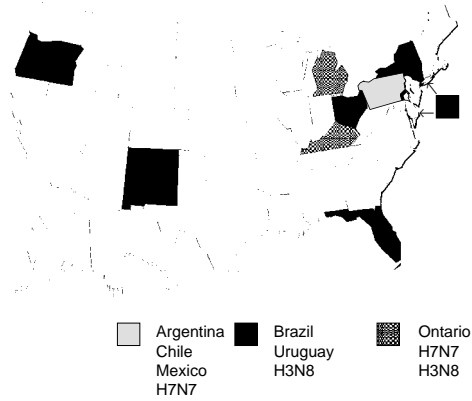 Argentina
Chile
Mexico
H7N7
Brazil
Uruguay
H3N8
Ontario
H7N7
H3N8